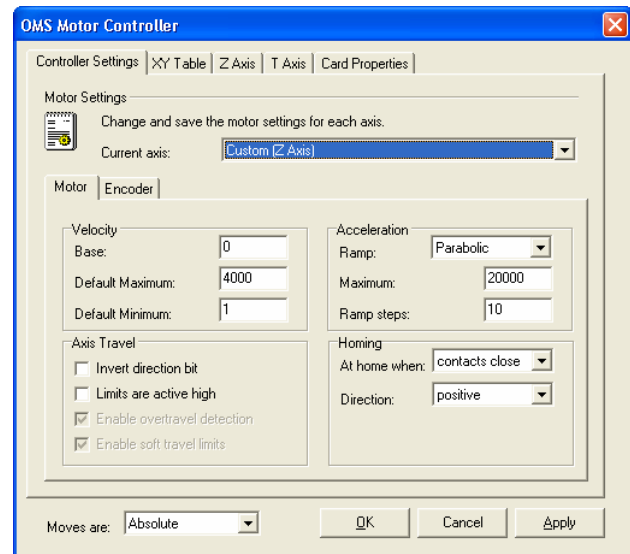 OMS Motor Controller
Controller Settings XY Table Z Axis T Axis Card Properties
Motor Settings
Change and save the motor settings for each axis.
Current axis: Custom (Z Axis)
Motor Encoder
Velocity
Base: 0
Default Maximum: 4000
Default Minimum: 1
Acceleration
Ramp: Parabolic
Maximum: 20000
Ramp steps: 10
Axis Travel
Invert direction bit
Limits are active high
Enable overtravel detection
Enable soft travel limits
Homing
At home when: contacts close
Direction: positive
Moves are: Absolute OK Cancel Apply